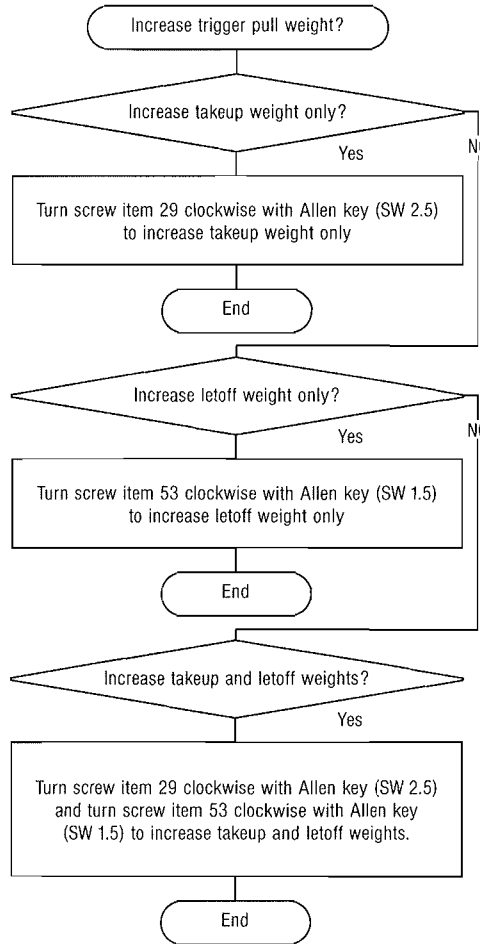 Increase trigger pull weight?
Increase takeup weight only?
Yes
Turn screw item 29 clockwise with Allen key (SW 2.5)
to increase takeup weight only
End
Increase letoff weight only?
Yes
Turn screw item 53 clockwise with Allen key (SW 1.5)
to increase letoff weight only
End
Increase takeup and letoff weights?
Yes
Turn screw item 29 clockwise with Allen key (SW 2.5)
and turn screw item 53 clockwise with Allen key
(SW 1.5) to increase takeup and letoff weights.
End